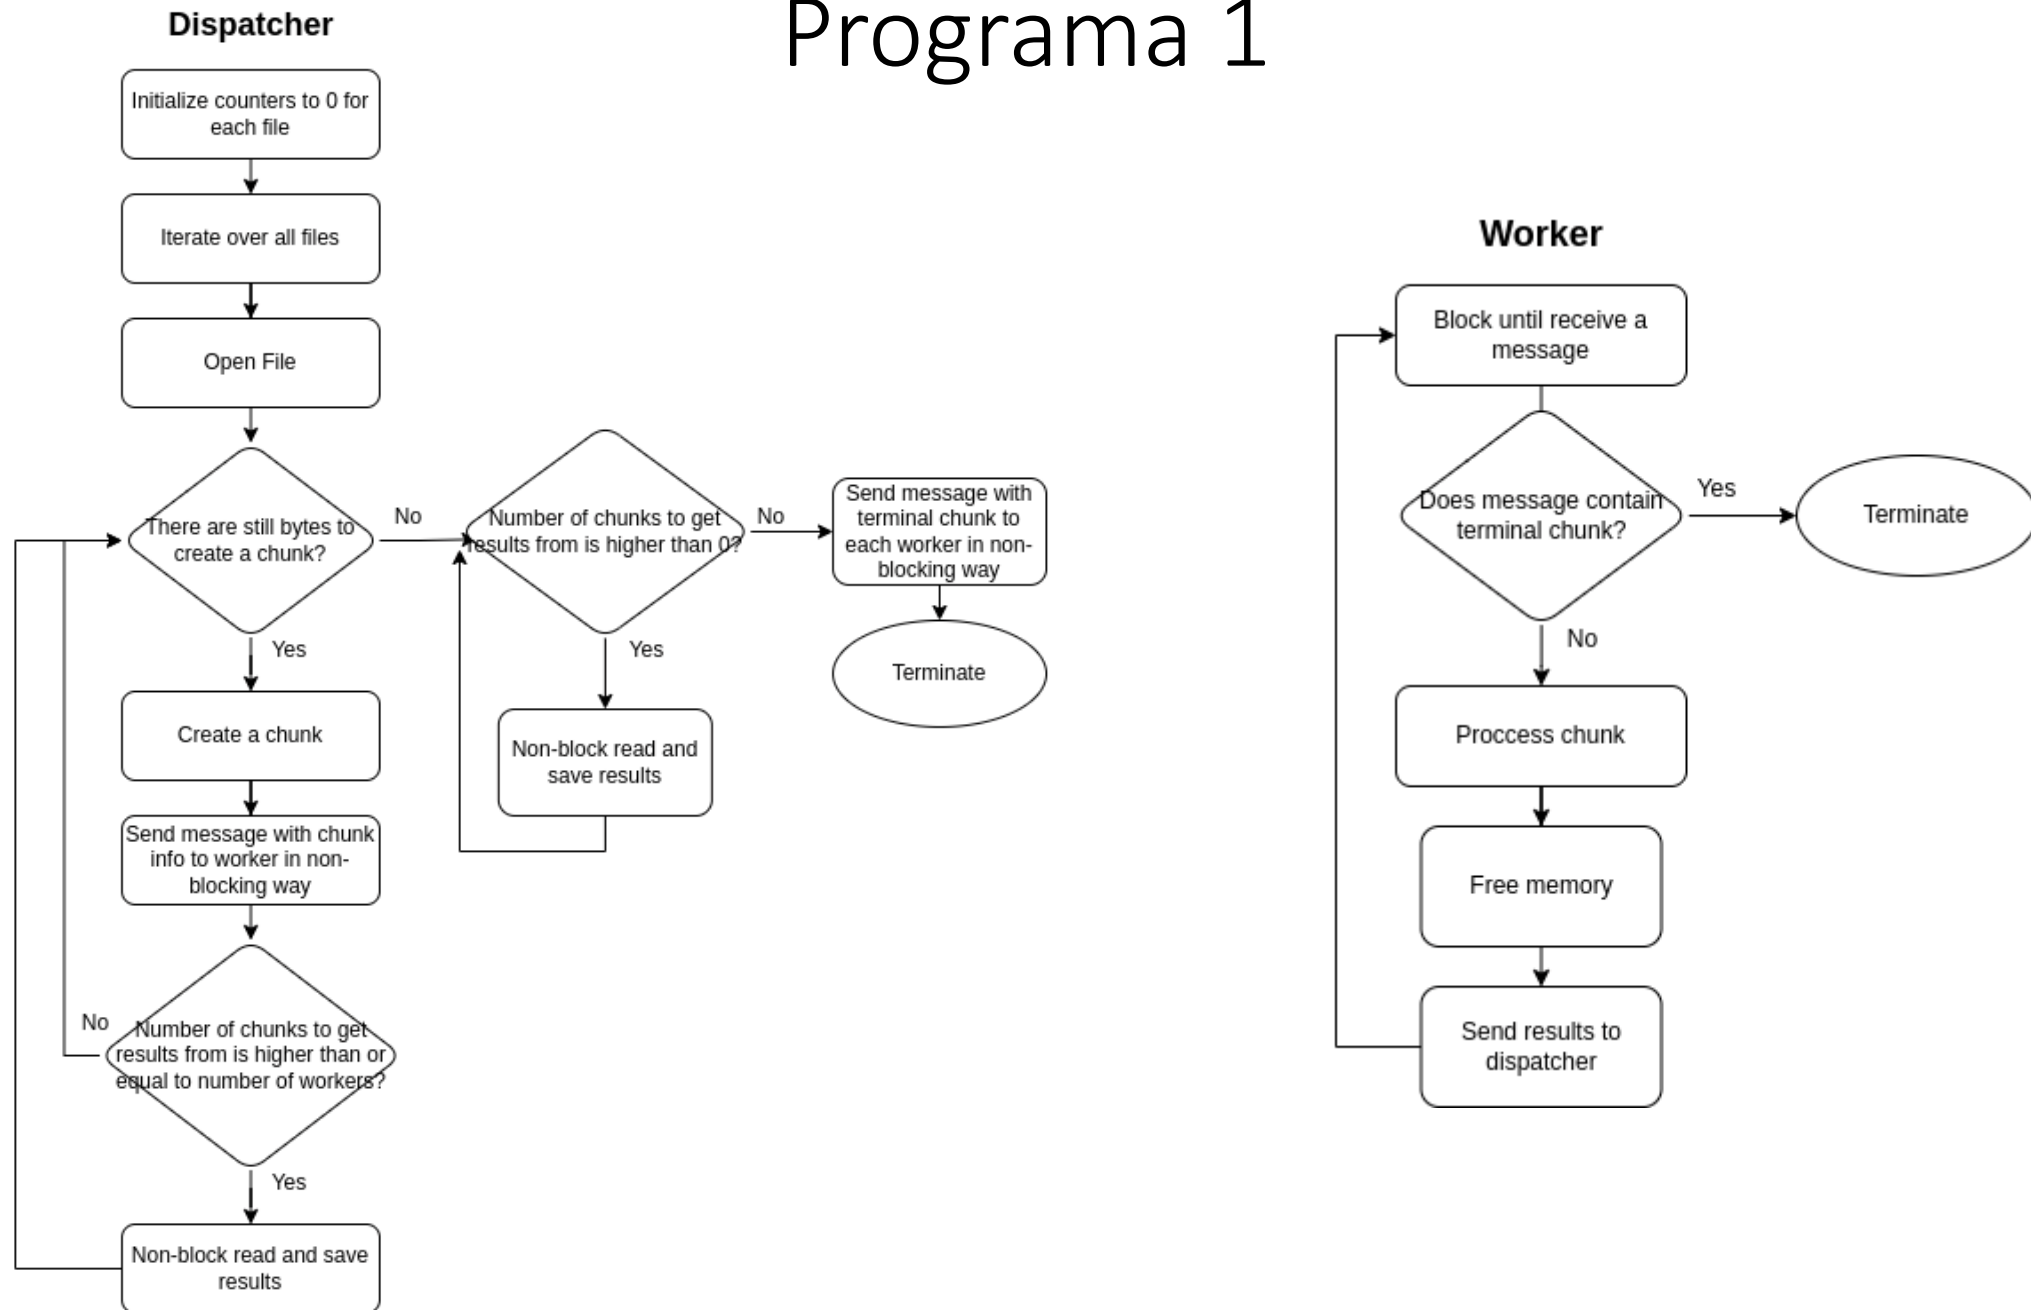 Programa 1
Dispatcher
Initialize counters to 0 for
each file
Iterate over all files
Open File
There are still bytes to
create a chunk?
No
Yes
Create a chunk
Send message with chunk
info to worker in non-
blocking way
Number of chunks to get
results from is higher than or
equal to number of workers?
No
Yes
Non-block read and save
results
Number of chunks to get
results from is higher than 0?
No
Yes
Non-block read and
save results
Send message with
terminal chunk to
each worker in non-
blocking way
Terminate
Worker
Block until receive a
message
Does message contain
terminal chunk?
Yes
Terminate
No
Proccess chunk
Free memory
Send results to
dispatcher